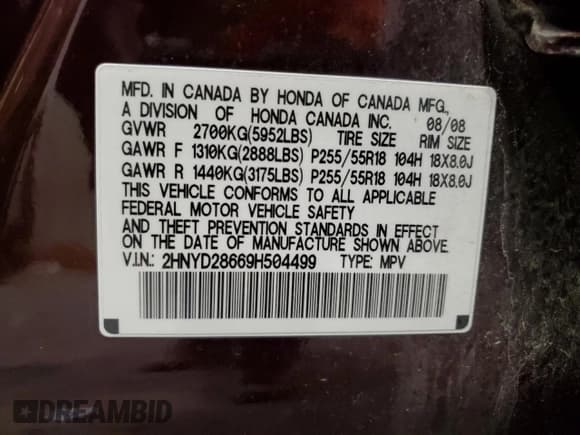 MFD. IN CANADA BY HONDA OF CANADA MFG.,
A DIVISION OF HONDA CANADA INC. 08/08
GVWR 2700KG(5952LBS) TIRE SIZE RIM SIZE
GAWR F 1310KG(2888LBS) P255/55R18 104H 18X8.0J
GAWR R 1440KG(3175LBS) P255/55R18 104H 18X8.0J
THIS VEHICLE CONFORMS TO ALL APPLICABLE
FEDERAL MOTOR VEHICLE SAFETY
AND THEFT PREVENTION STANDARDS IN EFFECT
ON THE DATE OF MANUFACTURE SHOWN ABOVE.
V.I.N.: 2HNYD28669H504499 TYPE: MPV
DREAMBID